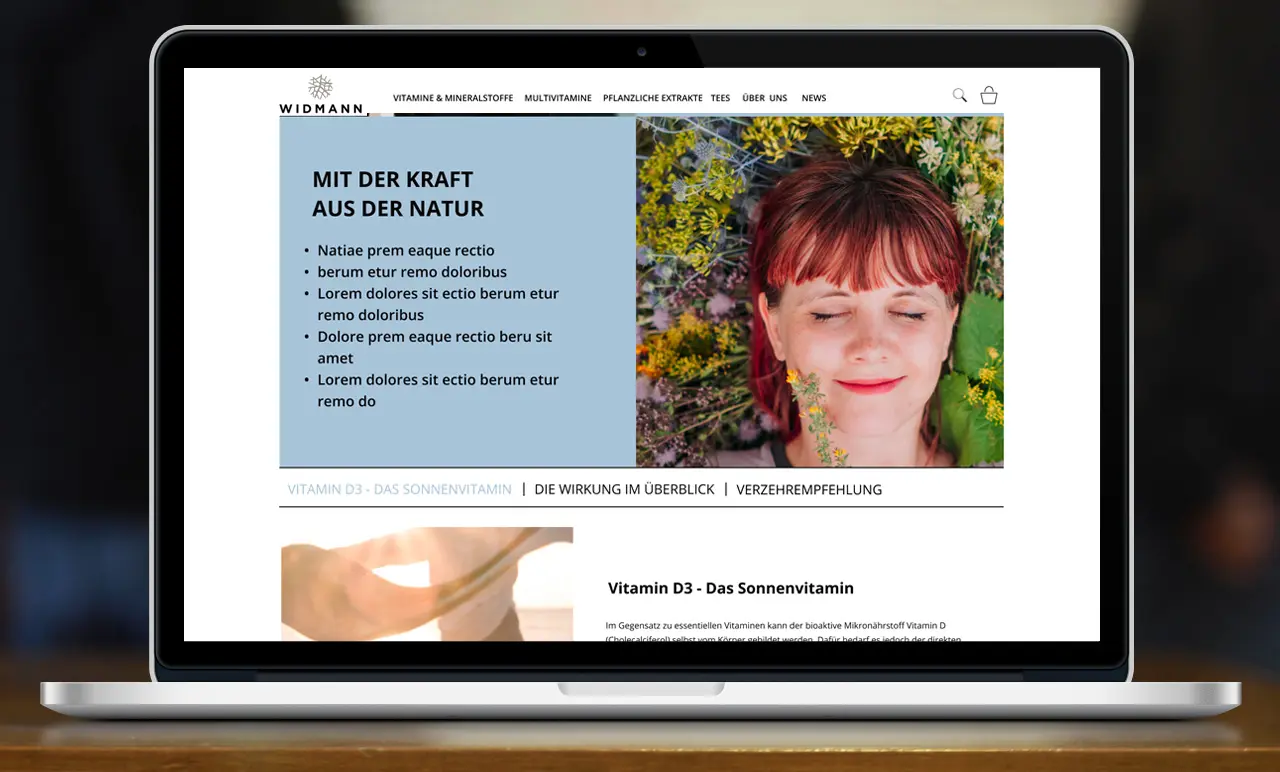 WIDMANN
VITAMINE & MINERALSTOFFE MULTIVITAMINE PFLANZLICHE EXTRAKTE TEES ÜBER UNS NEWS
MIT DER KRAFT
AUS DER NATUR
• Natiae prem eaque rectio
• berum etur remo doloribus
• Lorem dolores sit ectio berum etur
remo doloribus
• Dolore prem eaque rectio beru sit
amet
• Lorem dolores sit ectio berum etur
remo do
VITAMIN D3 - DAS SONNENVITAMIN | DIE WIRKUNG IM ÜBERBLICK | VERZEHREMPFEHLUNG
Vitamin D3 - Das Sonnenvitamin
Im Gegensatz zu essentiellen Vitaminen kann der bioaktive Mikronährstoff Vitamin D
(Cholecalciferol) selbst vom Körper gebildet werden. Dafür bedarf es jedoch der direkten